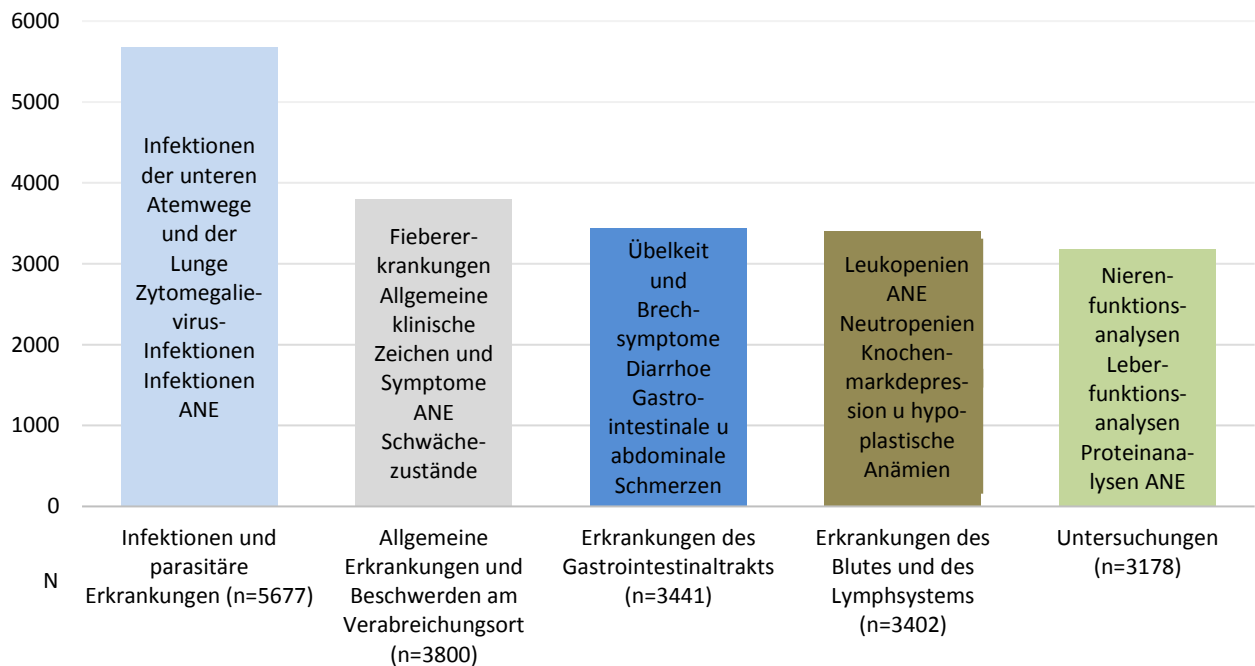 6000
5000
4000
3000
2000
1000
0
Infektionen
der unteren
Atemwege
und der
Lunge
Zytomegalie-
virus-
Infektionen
Infektionen
ANE
Fieberer-
krankungen
Allgemeine
klinische
Zeichen und
Symptome
ANE
Schwäche-
zustände
Übelkeit
und
Brech-
symptome
Diarrhoe
Gastro-
intestinale u
abdominale
Schmerzen
Leukopenien
ANE
Neutropenien
Knochen-
markdepres-
sion u hypo-
plastische
Anämien
Nieren-
funktions-
analysen
Leber-
funktions-
analysen
Proteinana-
lysen ANE
N
Infektionen und
parasitäre
Erkrankungen (n=5677)
Allgemeine
Erkrankungen und
Beschwerden am
Verabreichungsort
(n=3800)
Erkrankungen des
Gastrointestinaltrakts
(n=3441)
Erkrankungen des
Blutes und des
Lymphsystems
(n=3402)
Untersuchungen
(n=3178)